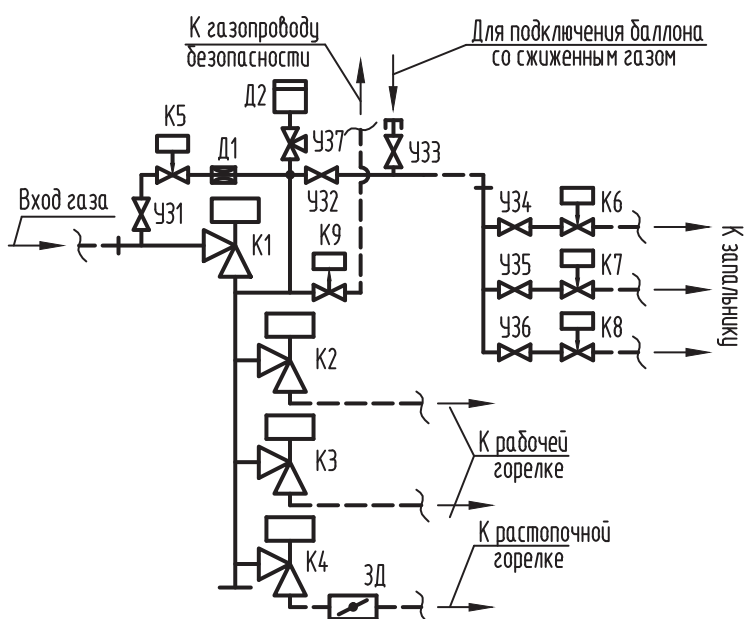 К газопроводу
безопасности
Для подключения баллона
со сжиженным газом
Д2
К5
Д1
УЗ7
УЗ3
Вход газа
УЗ1
К1
УЗ2
К9
УЗ4
К6
УЗ5
К7
УЗ6
К8
К запальнику
К2
К3
К рабочей
горелке
К4
ЗД
К растопочной
горелке